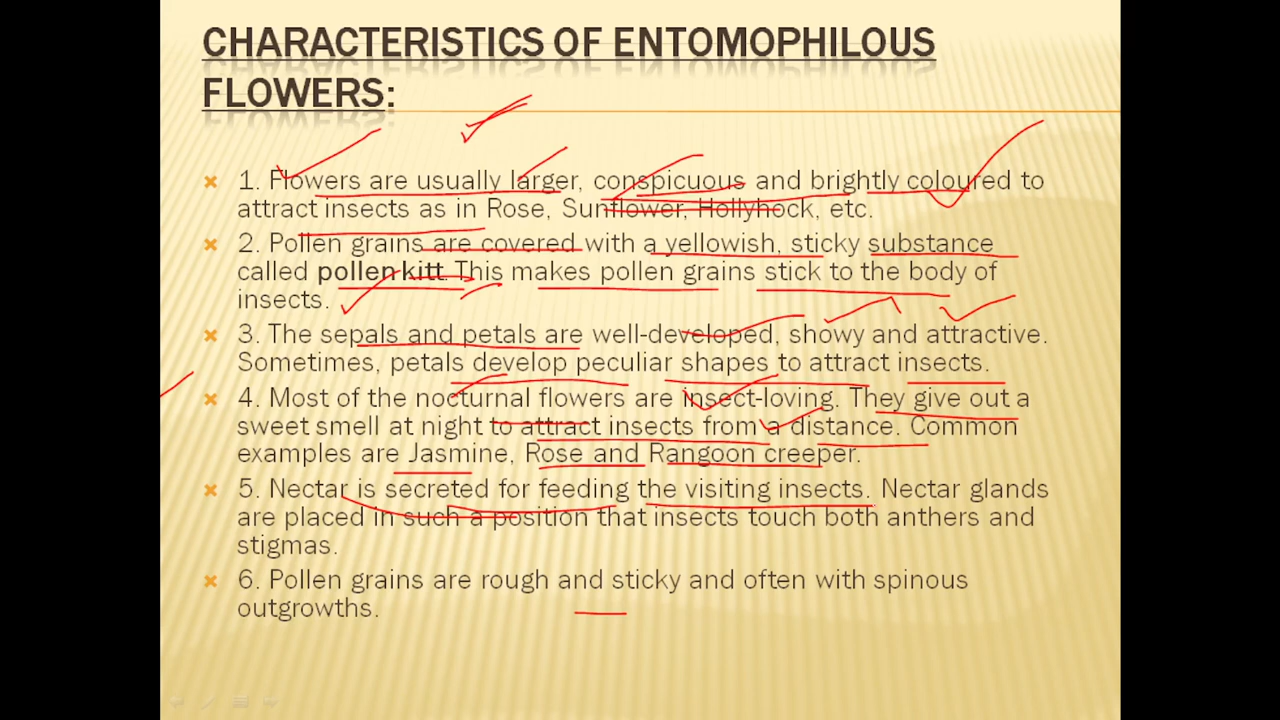 CHARACTERISTICS OF ENTOMOPHILOUS
FLOWERS:
1. Flowers are usually larger, conspicuous and brightly coloured to
attract insects as in Rose, Sunflower, Hollyhock, etc.
2. Pollen grains are covered with a yellowish, sticky substance
called pollenkitt. This makes pollen grains stick to the body of
insects.
3. The sepals and petals are well-developed, showy and attractive.
Sometimes, petals develop peculiar shapes to attract insects.
4. Most of the nocturnal flowers are insect-loving. They give out a
sweet smell at night to attract insects from a distance. Common
examples are Jasmine, Rose and Rangoon creeper.
5. Nectar is secreted for feeding the visiting insects. Nectar glands
are placed in such a position that insects touch both anthers and
stigmas.
6. Pollen grains are rough and sticky and often with spinous
outgrowths.